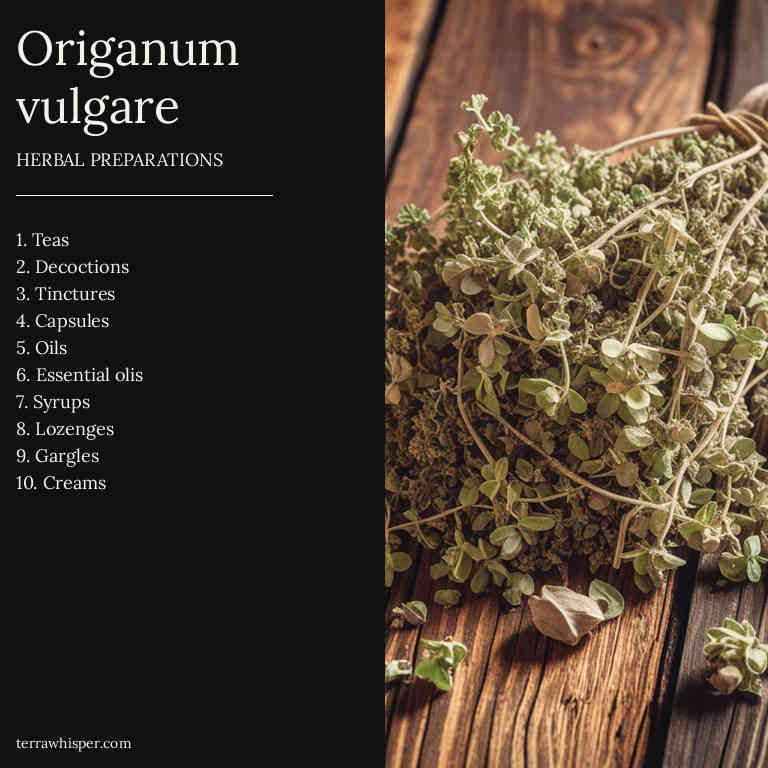 Origanum
vulgare
HERBAL PREPARATIONS
1. Teas
2. Decoctions
3. Tinctures
4. Capsules
5. Oils
6. Essential olis
7. Syrups
8. Lozenges
9. Gargles
10. Creams
terrawhisper.com